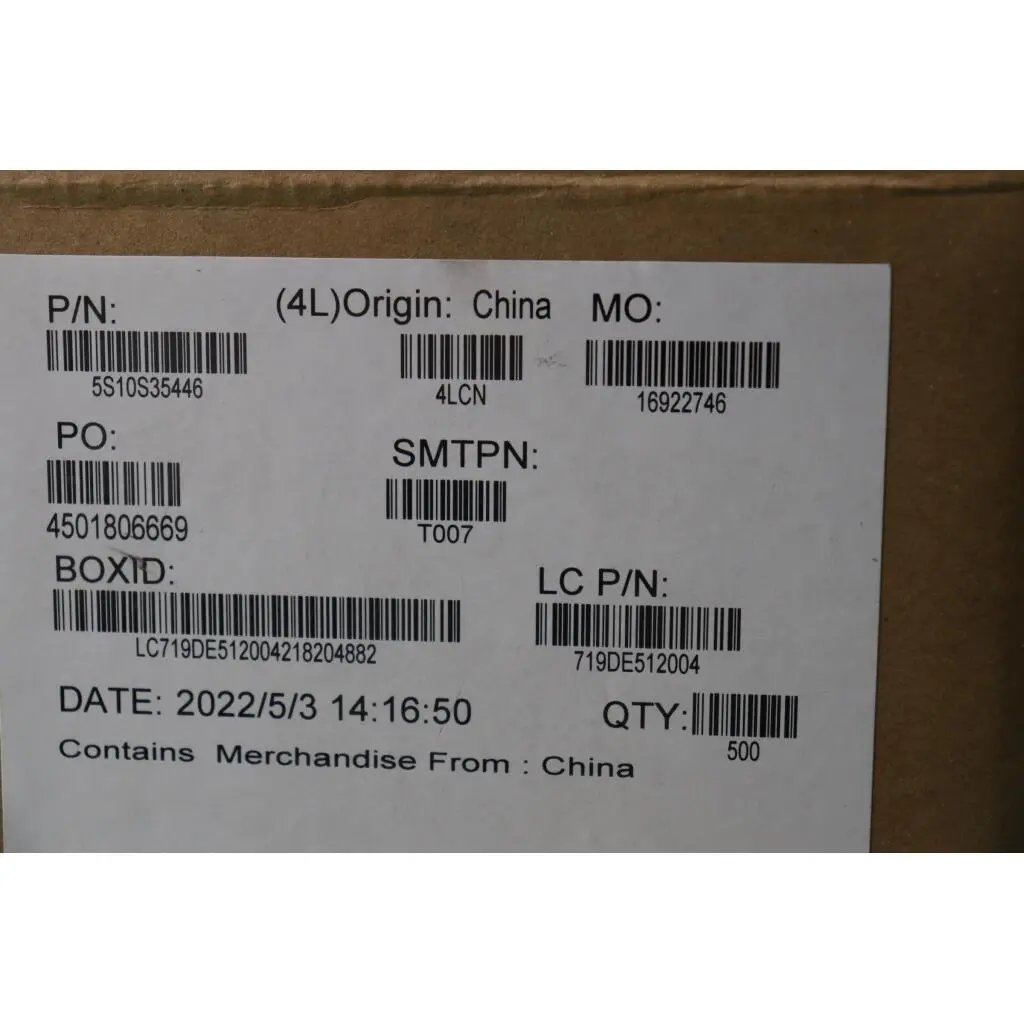 P/N: (4L)Origin: China MO:
5S10S35446 4LCN 16922746
PO: SMTPN:
4501806669 T007
BOXID: LC P/N:
LC719DE512004218204882 719DE512004
DATE: 2022/5/3 14:16:50 QTY:
500
Contains Merchandise From : China